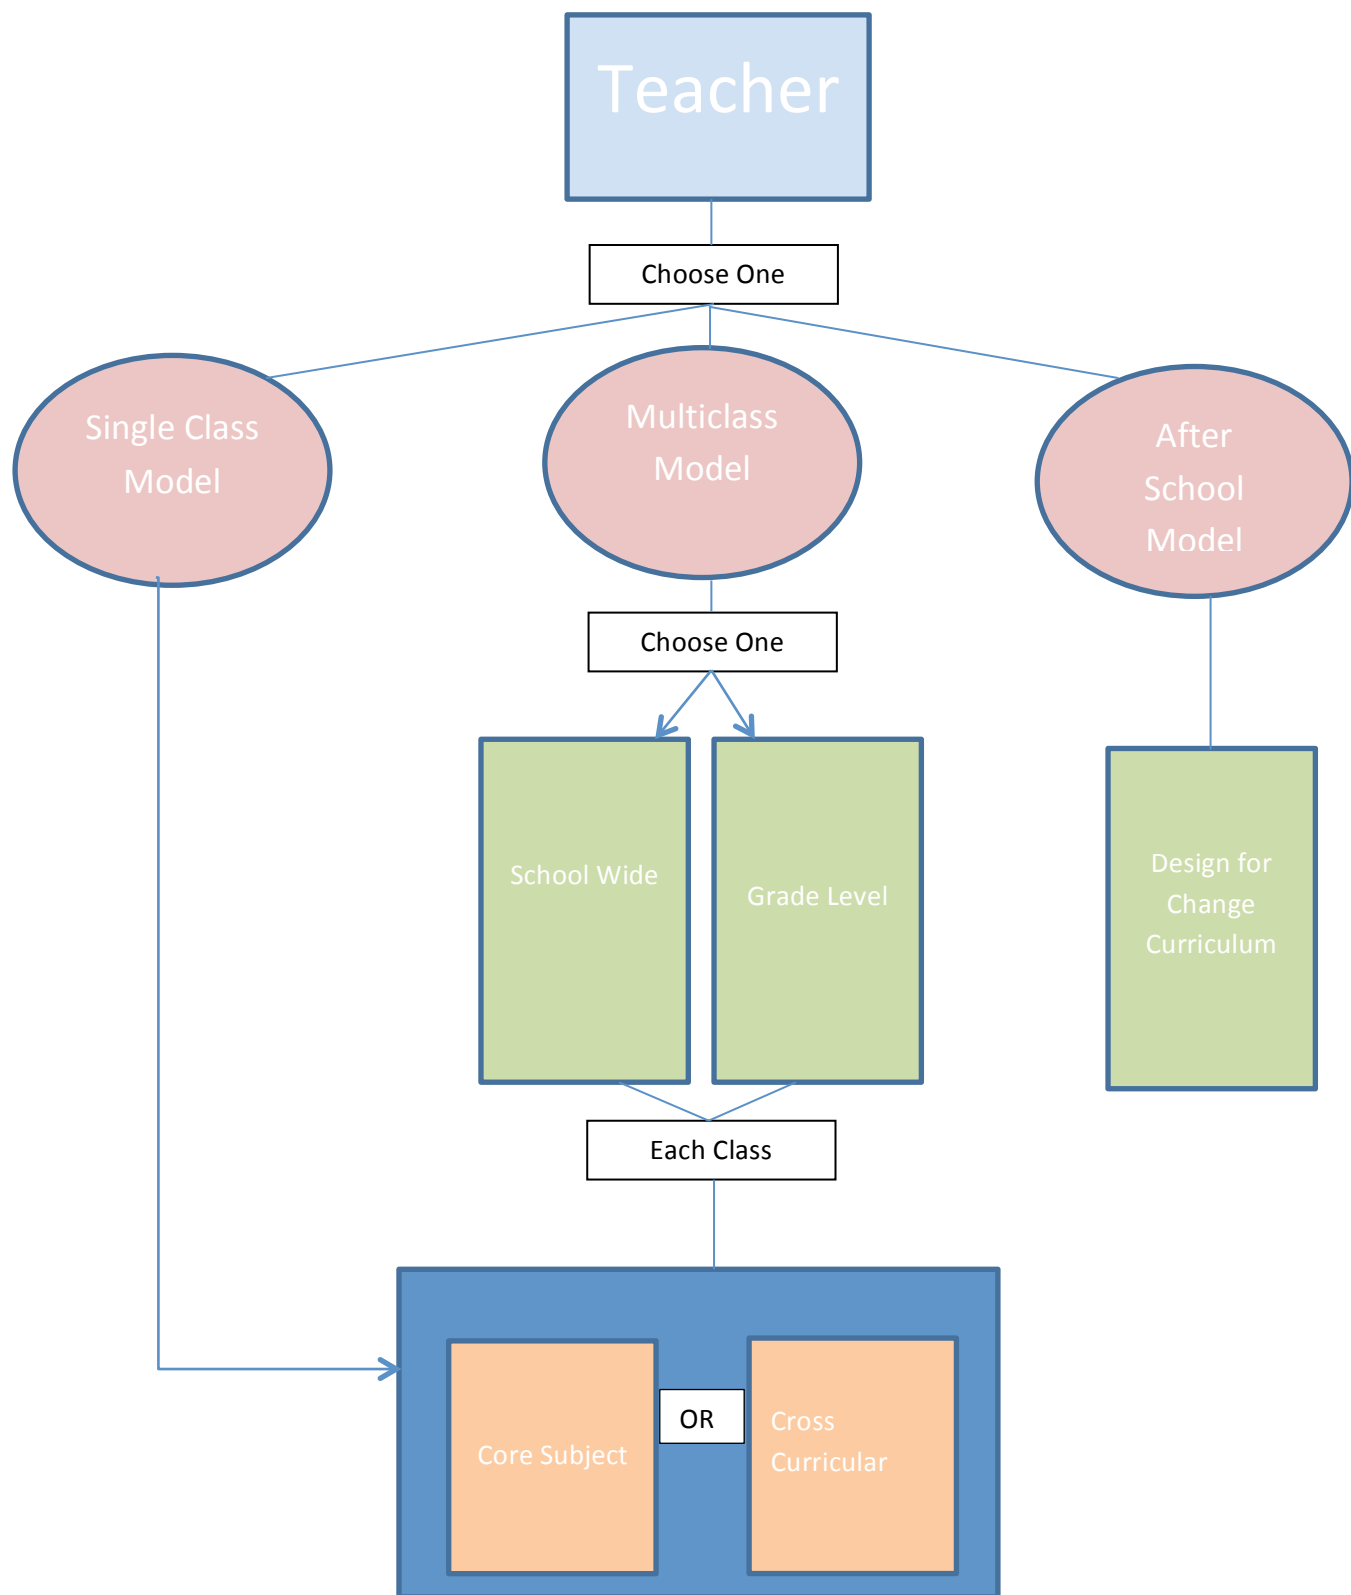 Teacher
Choose One
Single Class
Model
Multiclass
Model
After
School
Model
Choose One
School Wide
Grade Level
Design for
Change
Curriculum
Each Class
Core Subject
OR
Cross
Curricular